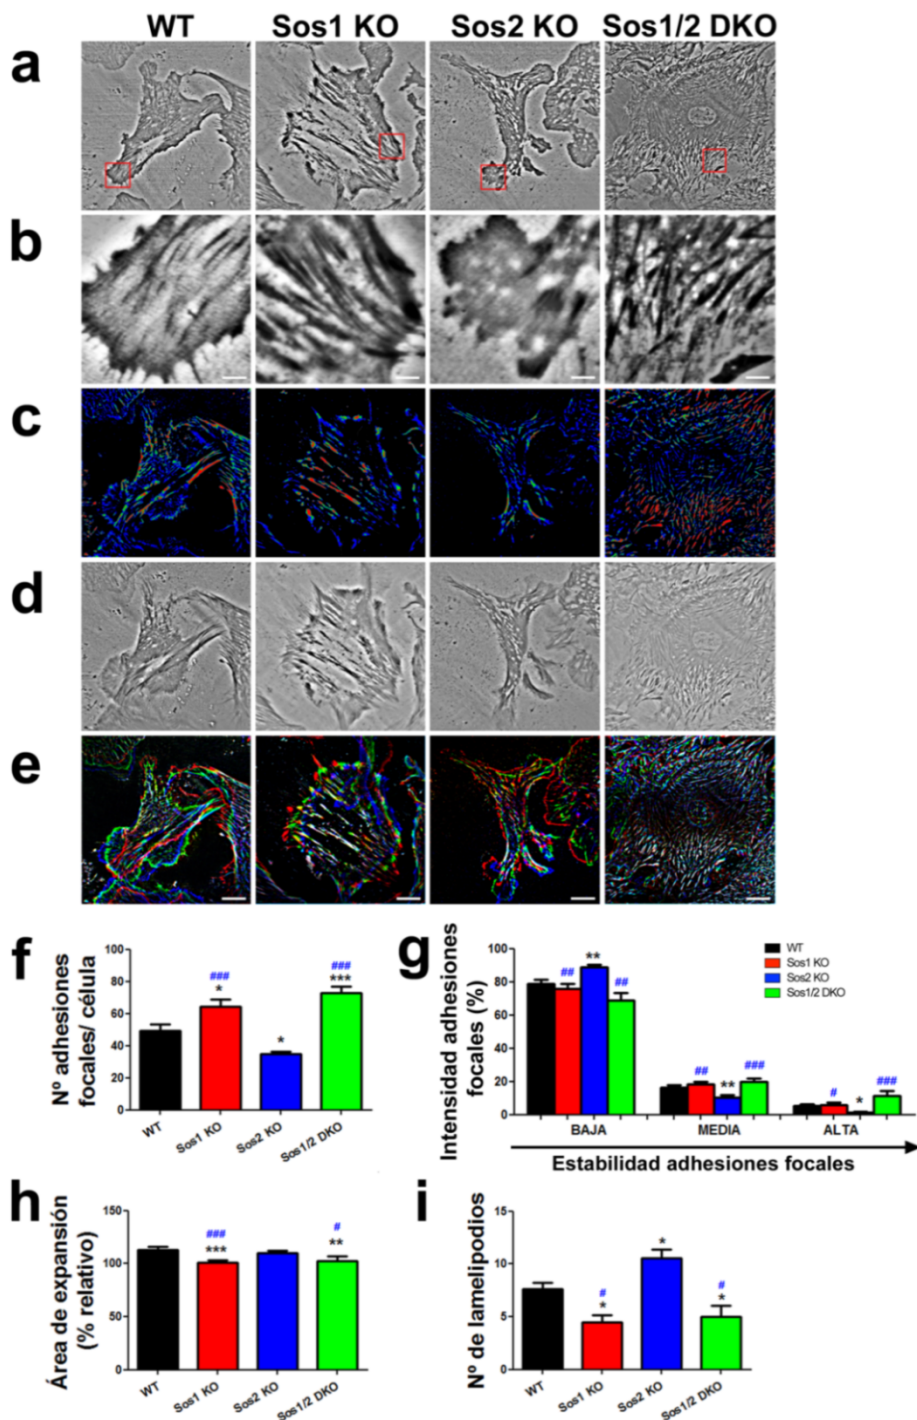 WT Sos1 KO Sos2 KO Sos1/2 DKO
a
b
c
d
e
f
Nº adhesiones
focales/ célula
100
80
60
40
20
0
###
*
*
###
***
WT
Sos1 KO
Sos2 KO
Sos1/2 DKO
g
Intensidad adhesiones
focales (%)
100
80
60
40
20
0
## ** ##
## ** ###
# * ###
WT
Sos1 KO
Sos2 KO
Sos1/2 DKO
BAJA MEDIA ALTA
Estabilidad adhesiones focales
h
Área de expansión
(% relativo)
150
100
50
0
###
***
#
**
WT
Sos1 KO
Sos2 KO
Sos1/2 DKO
i
Nº de lamelipodios
15
10
5
0
#
*
*
#
*
WT
Sos1 KO
Sos2 KO
Sos1/2 DKO